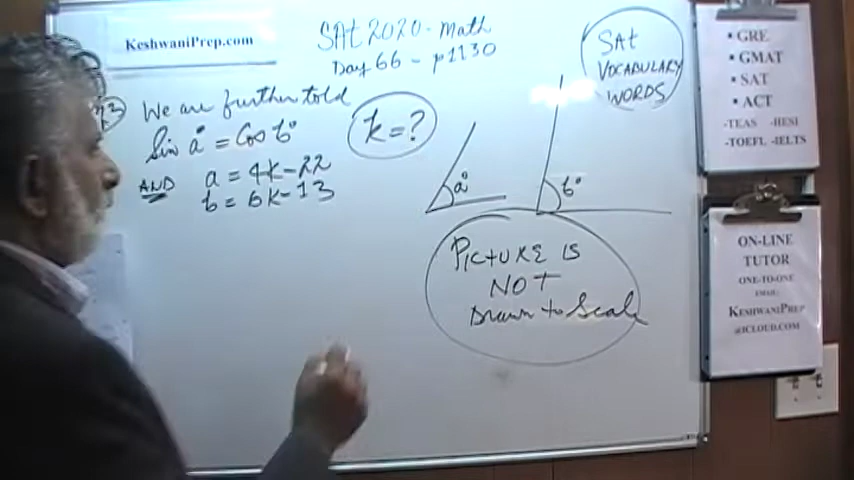 KeshwaniPrep.com
SAt 2020 - Math
Day 66 - p1130
SAt
VOCABULARY
WORDS
We are further told
Sin a° = Cos b°
AND a = 4k-22
b = 6k-13
k = ?
a°
b°
PICTURE IS
NOT
Drawn to Scale
• GRE
• GMAT
• SAT
• ACT
-TEAS -HESI
-TOEFL -IELTS
ON-LINE
TUTOR
ONE-TO-ONE
EMAIL:
KESHWANIPREP
@ICLOUD.COM